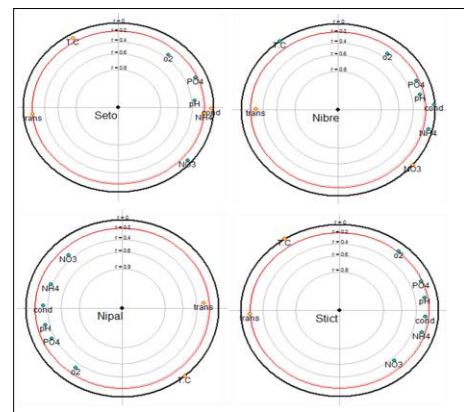 r = 0
r = 0.2
r = 0.4
r = 0.6
r = 0.8
T.C
o2
PO4
pH
cond
NH4
trans
NO3
Seto
r = 0
r = 0.2
r = 0.4
r = 0.6
r = 0.8
T.C
o2
PO4
pH
cond
NH4
trans
NO3
Nibre
r = 0
r = 0.2
r = 0.4
r = 0.6
r = 0.8
NO3
NH4
cond
trans
pH
PO4
o2
T.C
Nipal
r = 0
r = 0.2
r = 0.4
r = 0.6
r = 0.8
T.C
o2
PO4
pH
cond
trans
NH4
NO3
Stict